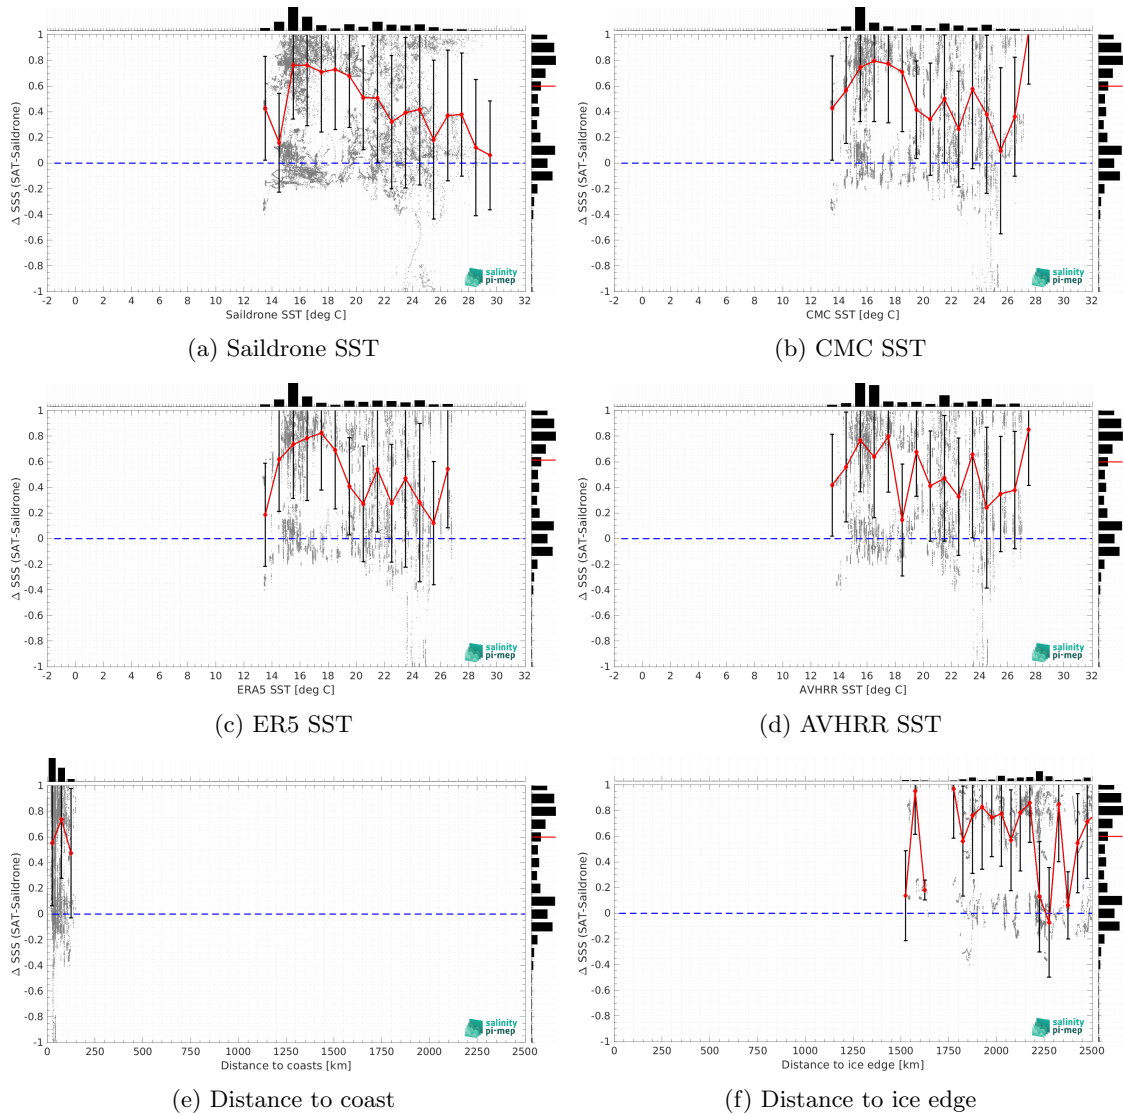 1
0.8
0.6
0.4
0.2
0
-0.2
-0.4
-0.6
-0.8
-1
Δ SSS (SAT-Saildrone)
-2 0 2 4 6 8 10 12 14 16 18 20 22 24 26 28 30 32
Saildrone SST [deg C]
salinity
pi-mep
(a) Saildrone SST
1
0.8
0.6
0.4
0.2
0
-0.2
-0.4
-0.6
-0.8
-1
Δ SSS (SAT-Saildrone)
-2 0 2 4 6 8 10 12 14 16 18 20 22 24 26 28 30 32
CMC SST [deg C]
salinity
pi-mep
(b) CMC SST
1
0.8
0.6
0.4
0.2
0
-0.2
-0.4
-0.6
-0.8
-1
Δ SSS (SAT-Saildrone)
-2 0 2 4 6 8 10 12 14 16 18 20 22 24 26 28 30 32
ERA5 SST [deg C]
salinity
pi-mep
(c) ER5 SST
1
0.8
0.6
0.4
0.2
0
-0.2
-0.4
-0.6
-0.8
-1
Δ SSS (SAT-Saildrone)
-2 0 2 4 6 8 10 12 14 16 18 20 22 24 26 28 30 32
AVHRR SST [deg C]
salinity
pi-mep
(d) AVHRR SST
1
0.8
0.6
0.4
0.2
0
-0.2
-0.4
-0.6
-0.8
-1
Δ SSS (SAT-Saildrone)
0 250 500 750 1000 1250 1500 1750 2000 2250 2500
Distance to coasts [km]
salinity
pi-mep
(e) Distance to coast
1
0.8
0.6
0.4
0.2
0
-0.2
-0.4
-0.6
-0.8
-1
Δ SSS (SAT-Saildrone)
0 250 500 750 1000 1250 1500 1750 2000 2250 2500
Distance to ice edge [km]
salinity
pi-mep
(f) Distance to ice edge